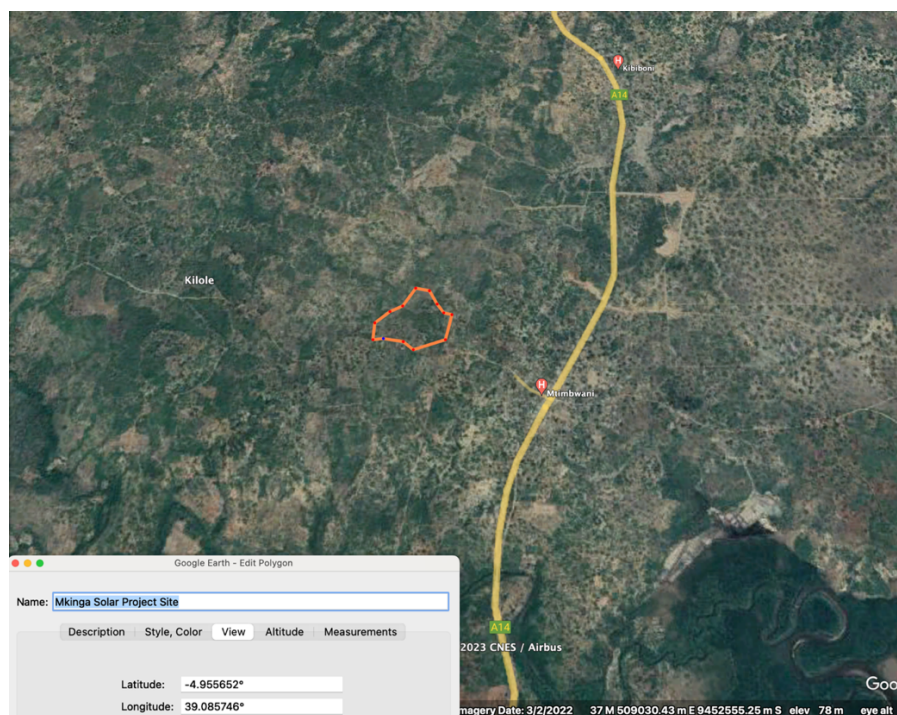 Kibiboni
A14
Kilole
Mtimbwani
Google Earth - Edit Polygon
Name: Mkinga Solar Project Site
Description Style, Color View Altitude Measurements
A14
2023 CNES / Airbus
Latitude: -4.955652°
Goo
Longitude: 39.085746°
magery Date: 3/2/2022 37 M 509030.43 m E 9452555.25 m S elev 78 m eye alt